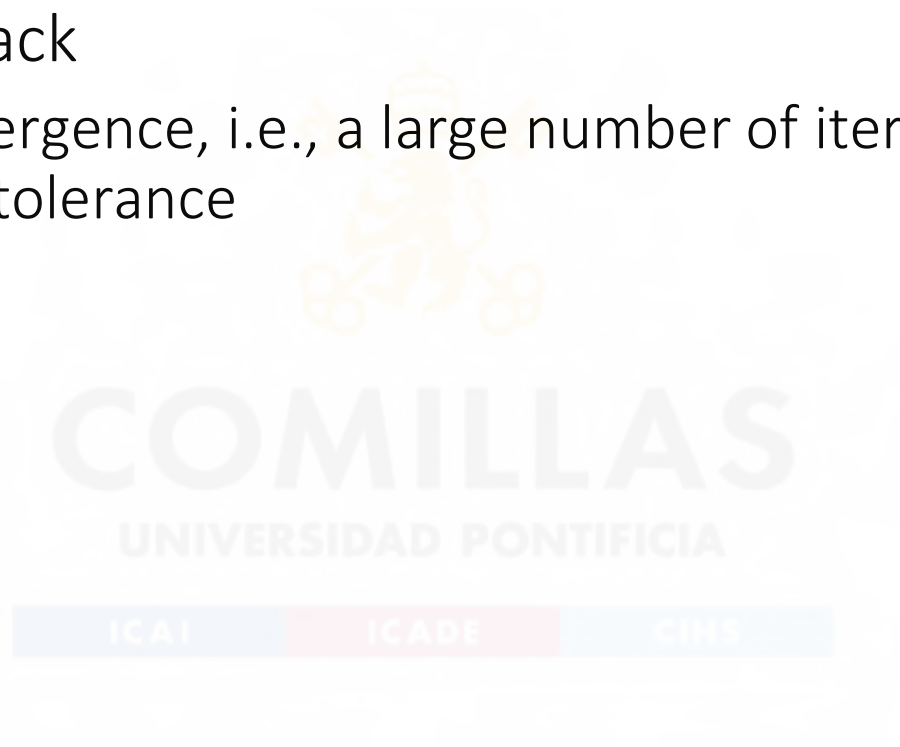 ack
ergence, i.e., a large number of iter
tolerance
COMILLAS
UNIVERSIDAD PONTIFICIA
ICAI ICADE CIHS